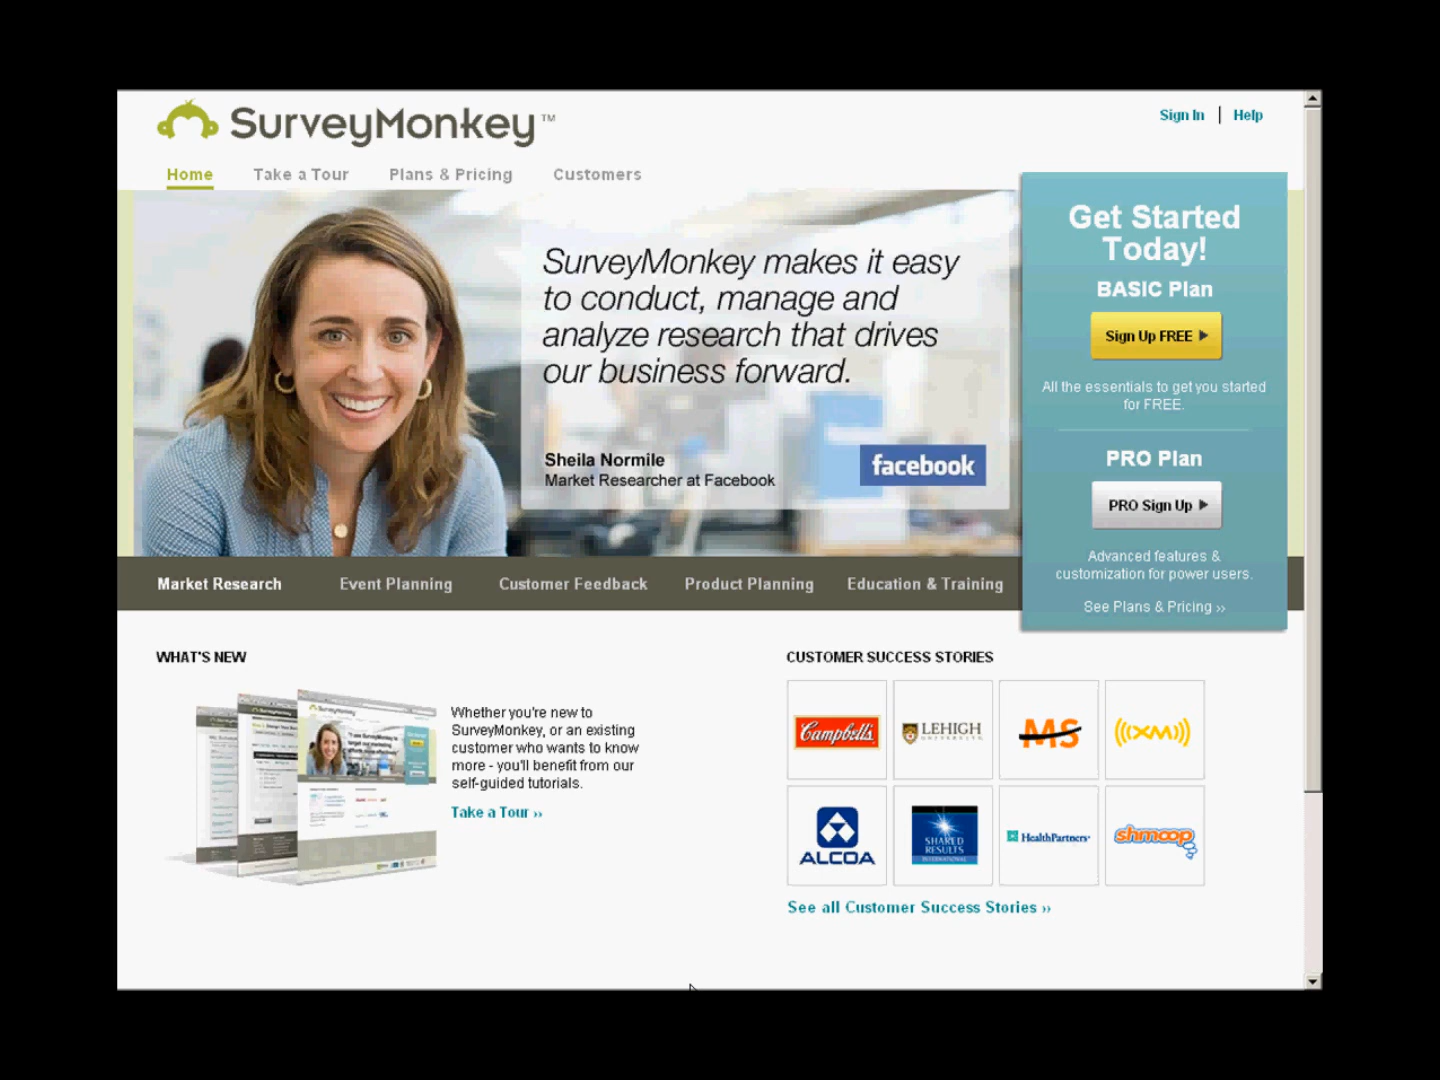 SurveyMonkey™
Sign In | Help
Home Take a Tour Plans & Pricing Customers
SurveyMonkey makes it easy
to conduct, manage and
analyze research that drives
our business forward.
Sheila Normile
Market Researcher at Facebook
facebook
Get Started
Today!
BASIC Plan
Sign Up FREE
All the essentials to get you started
for FREE.
PRO Plan
PRO Sign Up
Advanced features &
customization for power users.
See Plans & Pricing ››
Market Research Event Planning Customer Feedback Product Planning Education & Training
WHAT'S NEW
SurveyMonkey
Whether you're new to
SurveyMonkey, or an existing
customer who wants to know
more - you'll benefit from our
self-guided tutorials.
Take a Tour ››
CUSTOMER SUCCESS STORIES
Campbell's
LEHIGH
UNIVERSITY
MS
((XM))
ALCOA
SHARED
RESULTS
INTERNATIONAL
HealthPartners
shmoop
See all Customer Success Stories ››